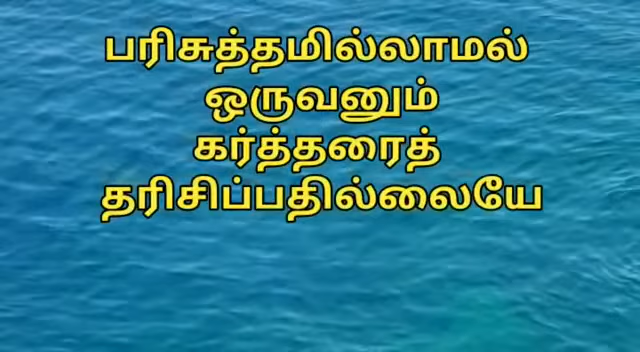 பரிசுத்தமில்லாமல்
ஒருவனும்
கர்த்தரைத்
தரிசிப்பதில்லையே